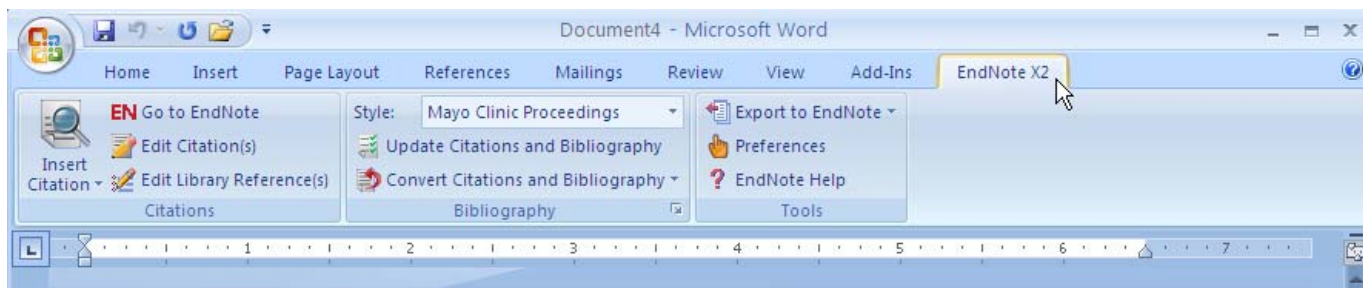 Document4 - Microsoft Word
Home Insert Page Layout References Mailings Review View Add-Ins EndNote X2
Insert Citation
EN Go to EndNote
Edit Citation(s)
Edit Library Reference(s)
Citations
Style: Mayo Clinic Proceedings
Update Citations and Bibliography
Convert Citations and Bibliography
Bibliography
Export to EndNote
Preferences
? EndNote Help
Tools
L 1 2 3 4 5 6 7